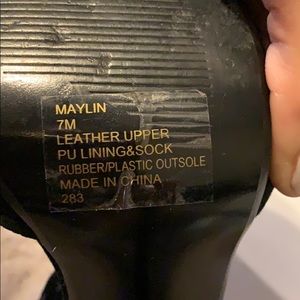 MAYLIN
7M
LEATHER UPPER
PU LINING&SOCK
RUBBER/PLASTIC OUTSOLE
MADE IN CHINA
283